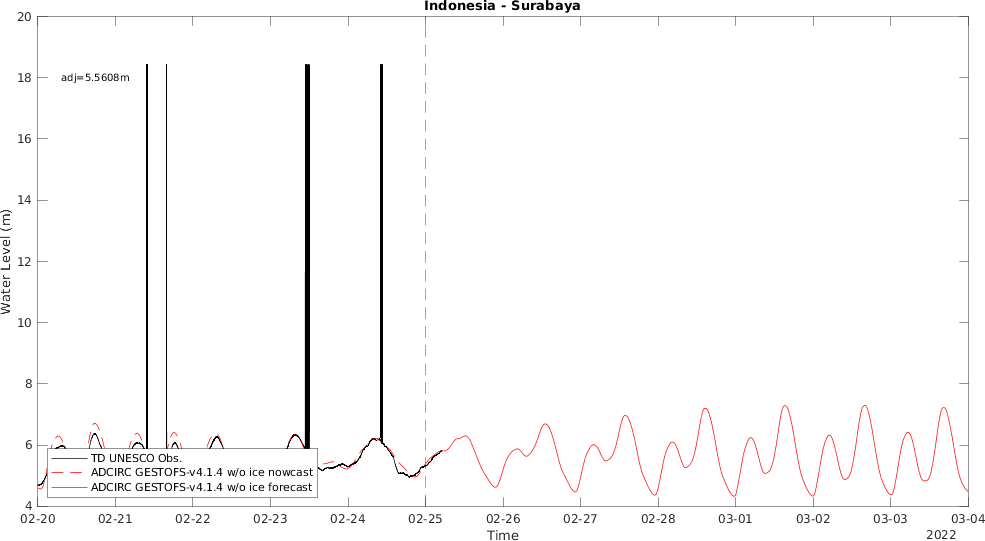 Indonesia - Surabaya
20
18
16
14
12
10
8
6
4
Water Level (m)
adj=5.5608m
TD UNESCO Obs.
ADCIRC GESTOFS-v4.1.4 w/o ice nowcast
ADCIRC GESTOFS-v4.1.4 w/o ice forecast
02-20 02-21 02-22 02-23 02-24 02-25 02-26 02-27 02-28 03-01 03-02 03-03 03-04
Time
2022